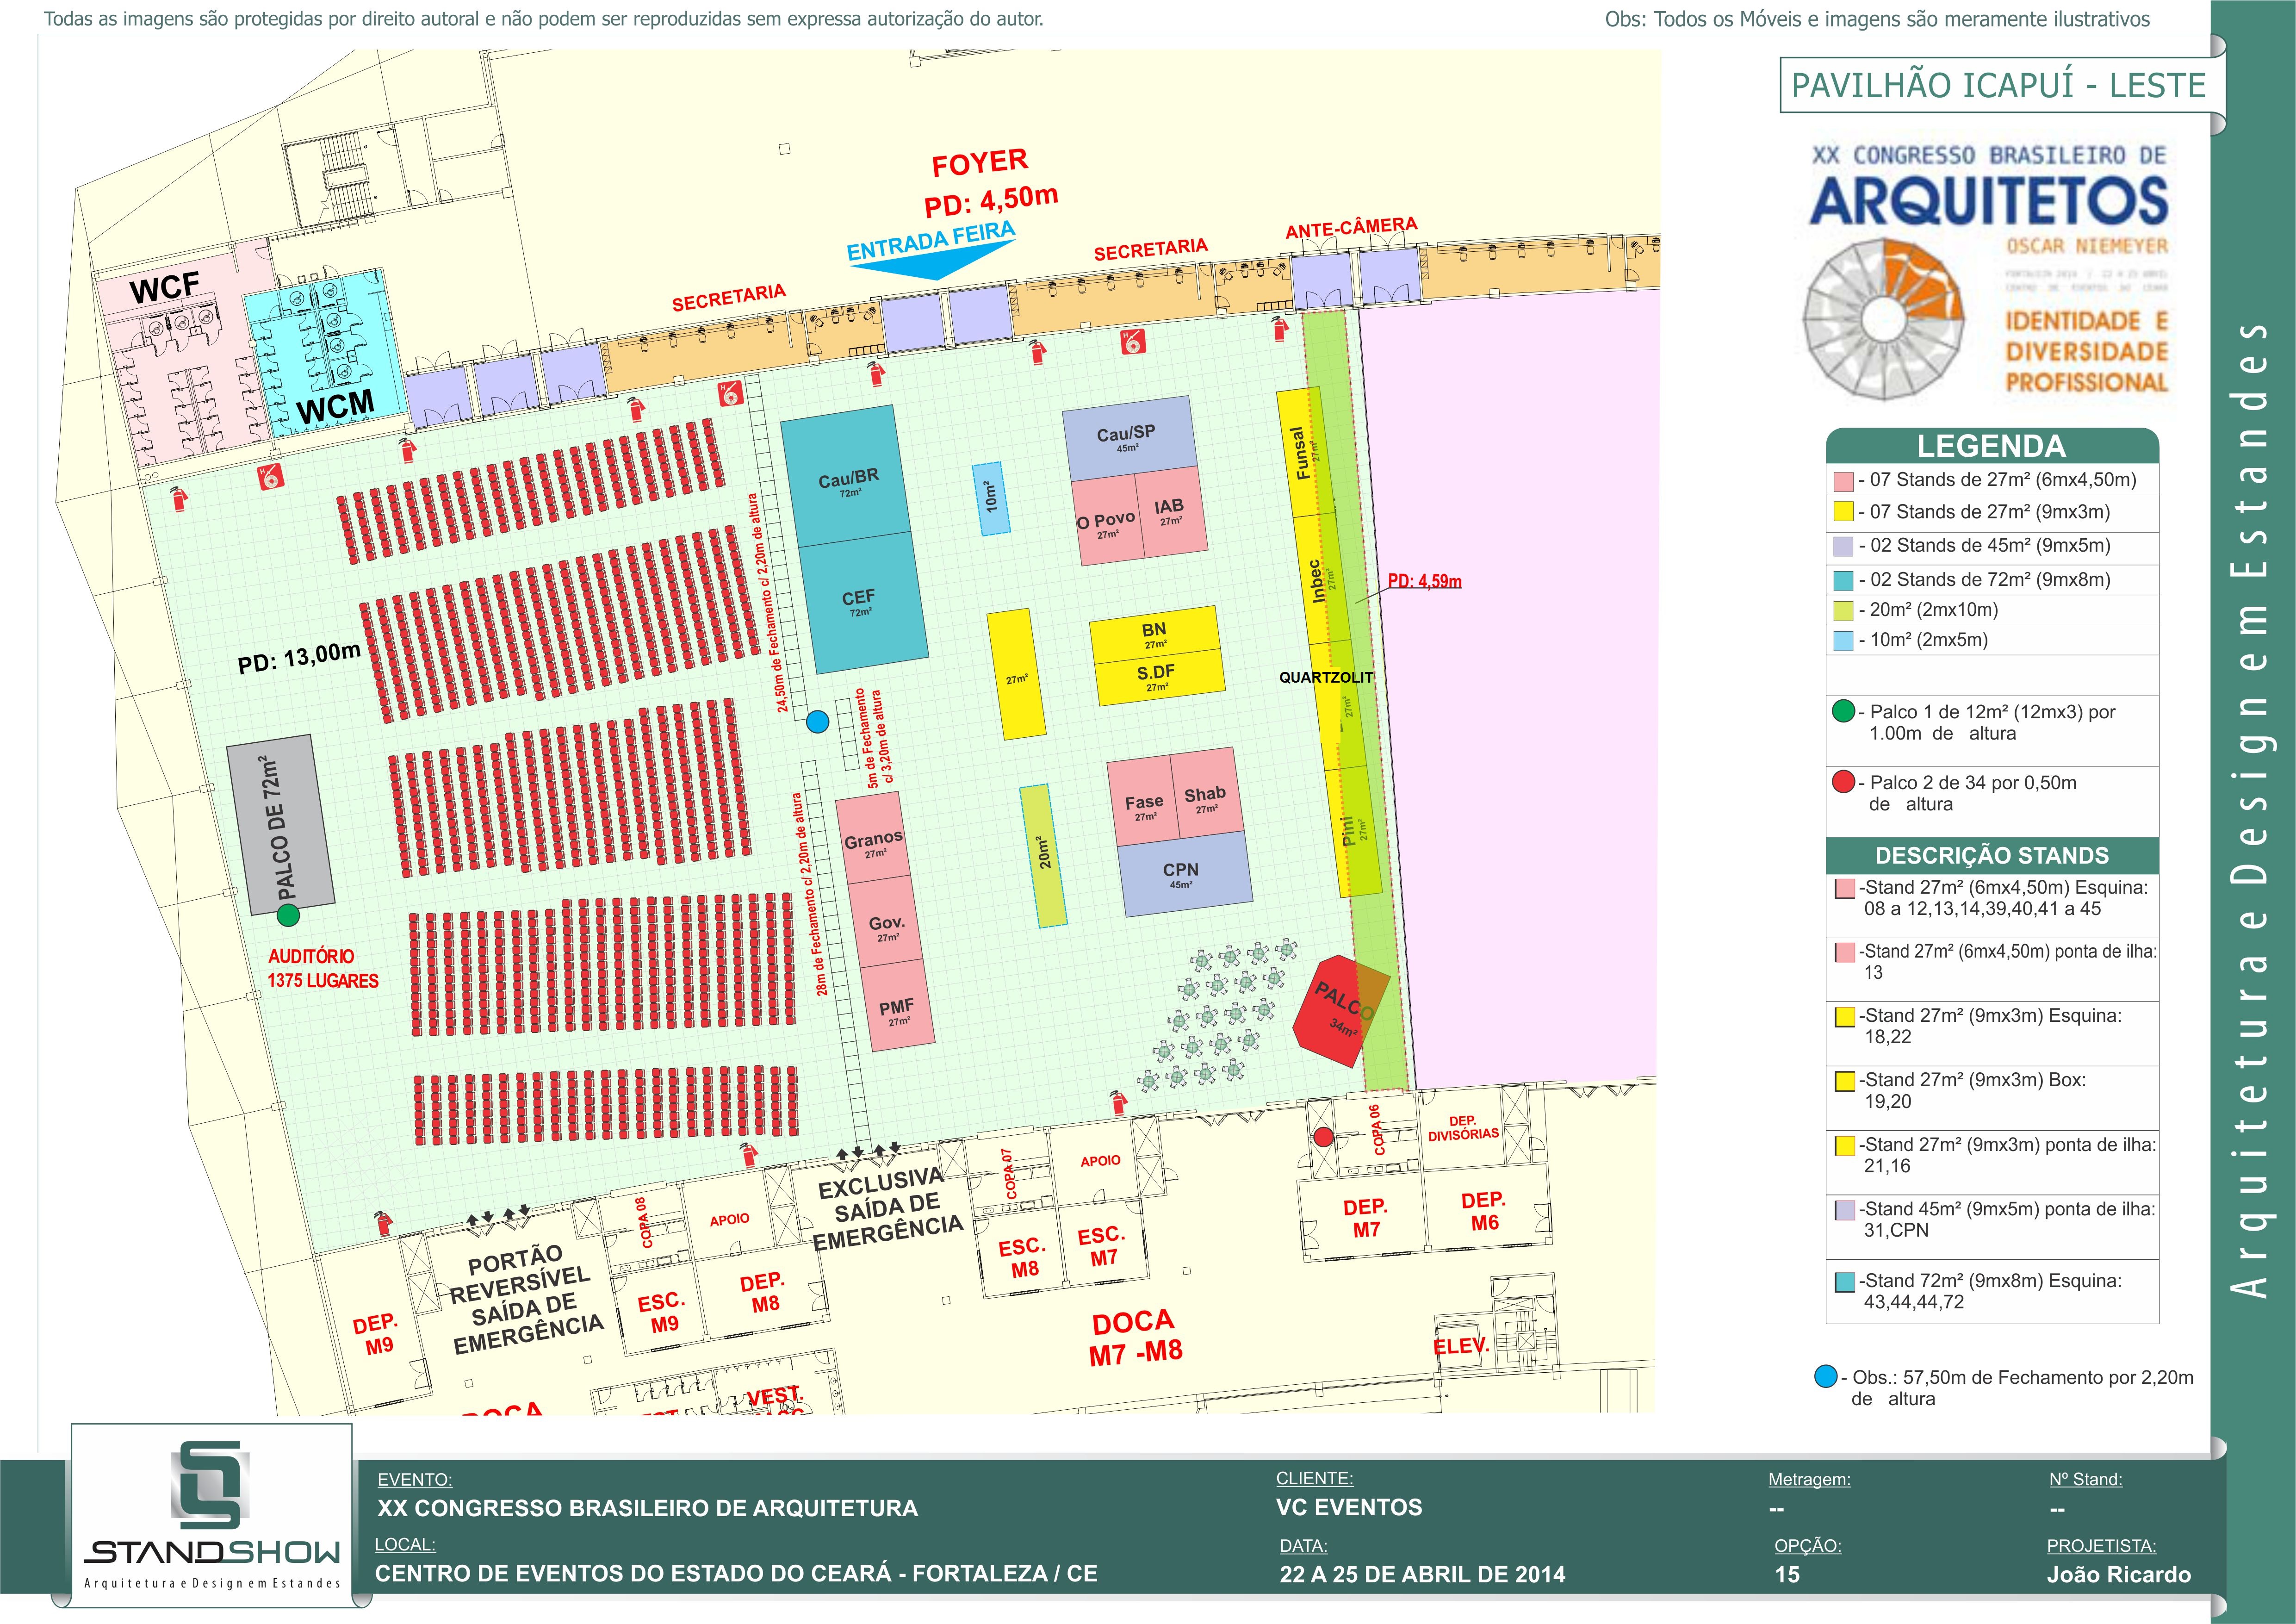 Todas as imagens são protegidas por direito autoral e não podem ser reproduzidas sem expressa autorização do autor.
Obs: Todos os Móveis e imagens são meramente ilustrativos
PAVILHÃO ICAPUÍ - LESTE
XX CONGRESSO BRASILEIRO DE
ARQUITETOS
OSCAR NIEMEYER
IDENTIDADE E
DIVERSIDADE
PROFISSIONAL
FOYER
PD: 4,50m
ENTRADA FEIRA
SECRETARIA
SECRETARIA
ANTE-CÂMERA
WCF
WCM
Cau/BR
72m²
CEF
72m²
10m²
Cau/SP
45m²
O Povo
27m²
IAB
27m²
Funsal
27m²
Inbec
27m²
PD: 4,59m
QUARTZOLIT
27m²
Pini
27m²
24,50m de Fechamento c/ 2,20m de altura
PD: 13,00m
27m²
BN
27m²
S.DF
27m²
5m de Fechamento
c/ 3,20m de altura
28m de Fechamento c/ 2,20m de altura
PALCO DE 72m²
Granos
27m²
Gov.
27m²
PMF
27m²
20m²
Fase
27m²
Shab
27m²
CPN
45m²
AUDITÓRIO
1375 LUGARES
PALCO
34m²
EXCLUSIVA
SAÍDA DE
EMERGÊNCIA
PORTÃO
REVERSÍVEL
SAÍDA DE
EMERGÊNCIA
DEP.
M9
COPA 08
APOIO
ESC.
M9
DEP.
M8
COPA 07
APOIO
ESC.
M8
ESC.
M7
COPA 06
DEP.
DIVISÓRIAS
DEP.
M7
DEP.
M6
DOCA
M7 -M8
ELEV.
VEST.
DOCA
LEGENDA
- 07 Stands de 27m² (6mx4,50m)
- 07 Stands de 27m² (9mx3m)
- 02 Stands de 45m² (9mx5m)
- 02 Stands de 72m² (9mx8m)
- 20m² (2mx10m)
- 10m² (2mx5m)
- Palco 1 de 12m² (12mx3) por
1.00m de altura
- Palco 2 de 34 por 0,50m
de altura
DESCRIÇÃO STANDS
-Stand 27m² (6mx4,50m) Esquina:
08 a 12,13,14,39,40,41 a 45
-Stand 27m² (6mx4,50m) ponta de ilha:
13
-Stand 27m² (9mx3m) Esquina:
18,22
-Stand 27m² (9mx3m) Box:
19,20
-Stand 27m² (9mx3m) ponta de ilha:
21,16
-Stand 45m² (9mx5m) ponta de ilha:
31,CPN
-Stand 72m² (9mx8m) Esquina:
43,44,44,72
- Obs.: 57,50m de Fechamento por 2,20m
de altura
Arquitetura e Design em Estandes
STANDSHOW
Arquitetura e Design em Estandes
EVENTO:
XX CONGRESSO BRASILEIRO DE ARQUITETURA
LOCAL:
CENTRO DE EVENTOS DO ESTADO DO CEARÁ - FORTALEZA / CE
CLIENTE:
VC EVENTOS
DATA:
22 A 25 DE ABRIL DE 2014
Metragem:
--
OPÇÃO:
15
Nº Stand:
--
PROJETISTA:
João Ricardo